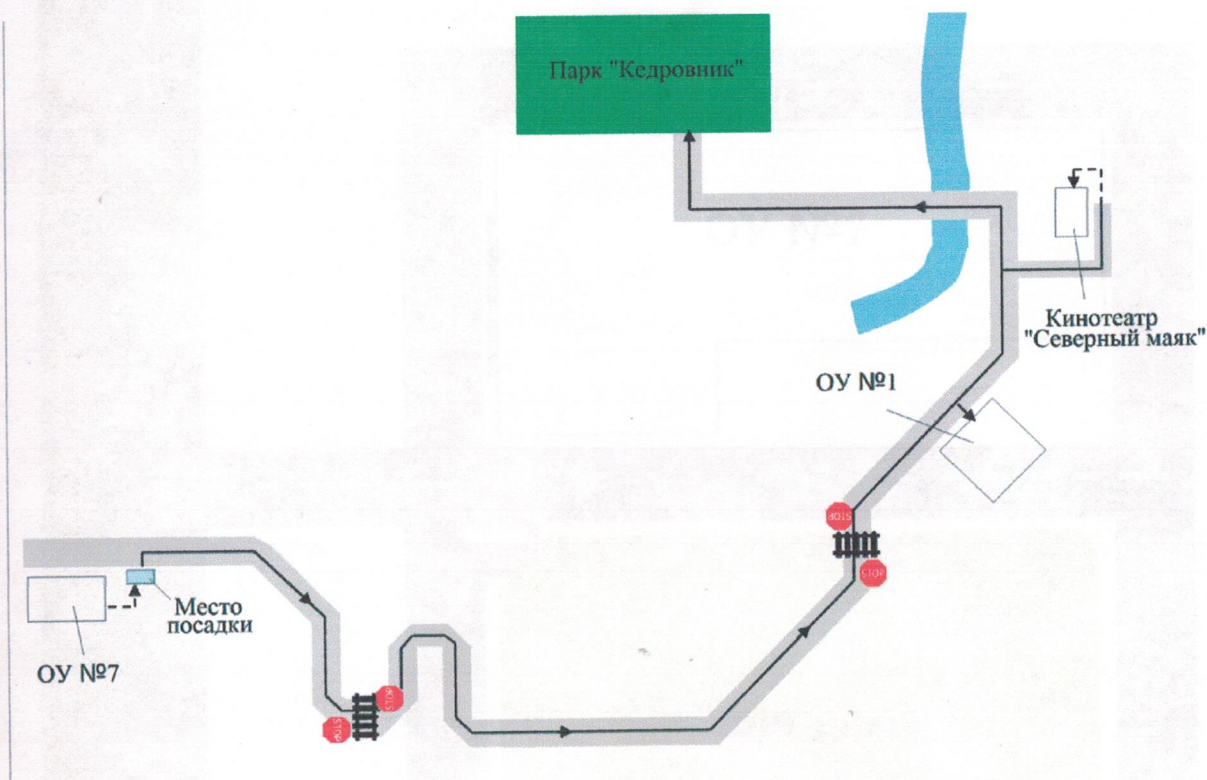 Парк "Кедровник"
Кинотеатр
"Северный маяк"
ОУ №1
STOP
STOP
Место
посадки
ОУ №7
STOP
STOP